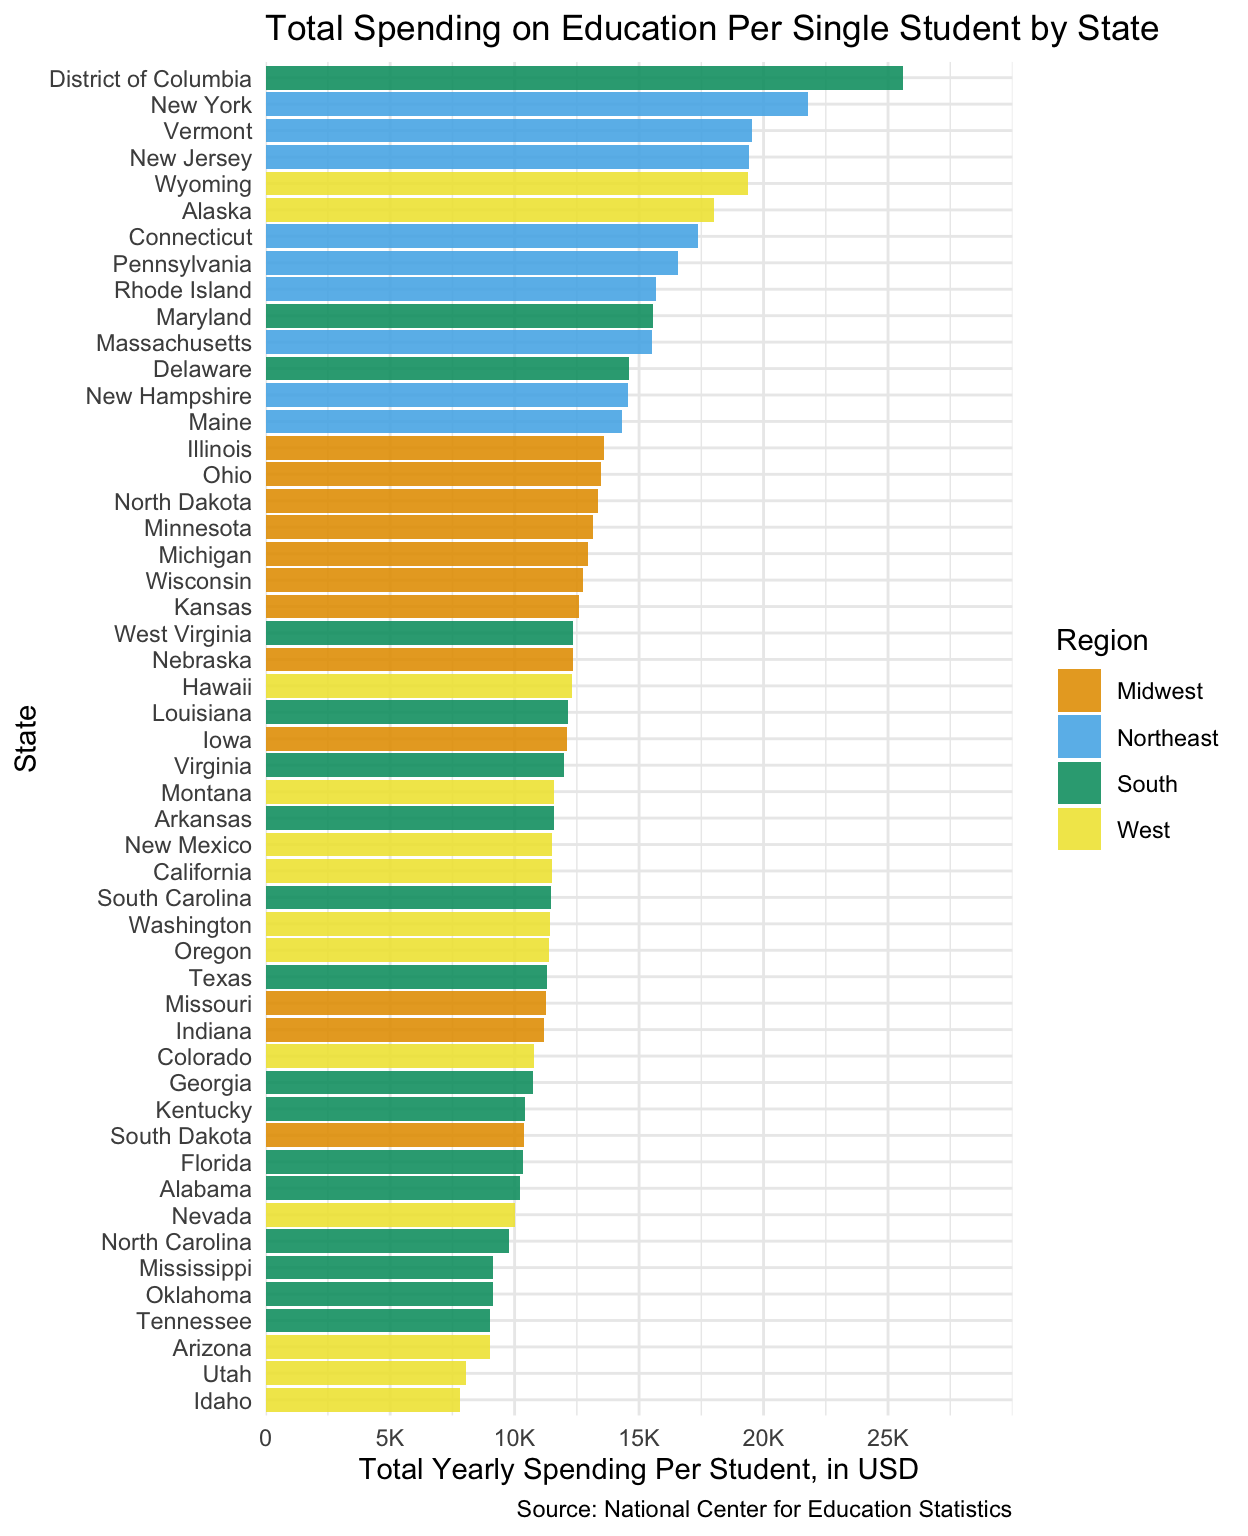 Total Spending on Education Per Single Student by State
District of Columbia
New York
Vermont
New Jersey
Wyoming
Alaska
Connecticut
Pennsylvania
Rhode Island
Maryland
Massachusetts
Delaware
New Hampshire
Maine
Illinois
Ohio
North Dakota
Minnesota
Michigan
Wisconsin
Kansas
West Virginia
Nebraska
Hawaii
Louisiana
Iowa
Virginia
Montana
Arkansas
New Mexico
California
South Carolina
Washington
Oregon
Texas
Missouri
Indiana
Colorado
Georgia
Kentucky
South Dakota
Florida
Alabama
Nevada
North Carolina
Mississippi
Oklahoma
Tennessee
Arizona
Utah
Idaho
State
0 5K 10K 15K 20K 25K
Total Yearly Spending Per Student, in USD
Source: National Center for Education Statistics
Region
Midwest
Northeast
South
West